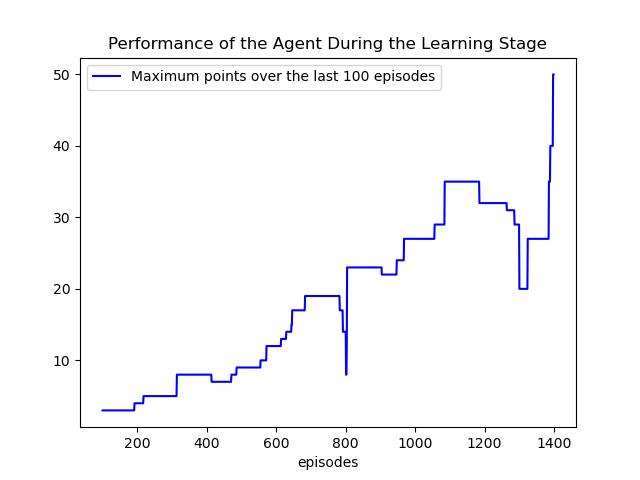 Performance of the Agent During the Learning Stage
Maximum points over the last 100 episodes
50
40
30
20
10
200 400 600 800 1000 1200 1400
episodes